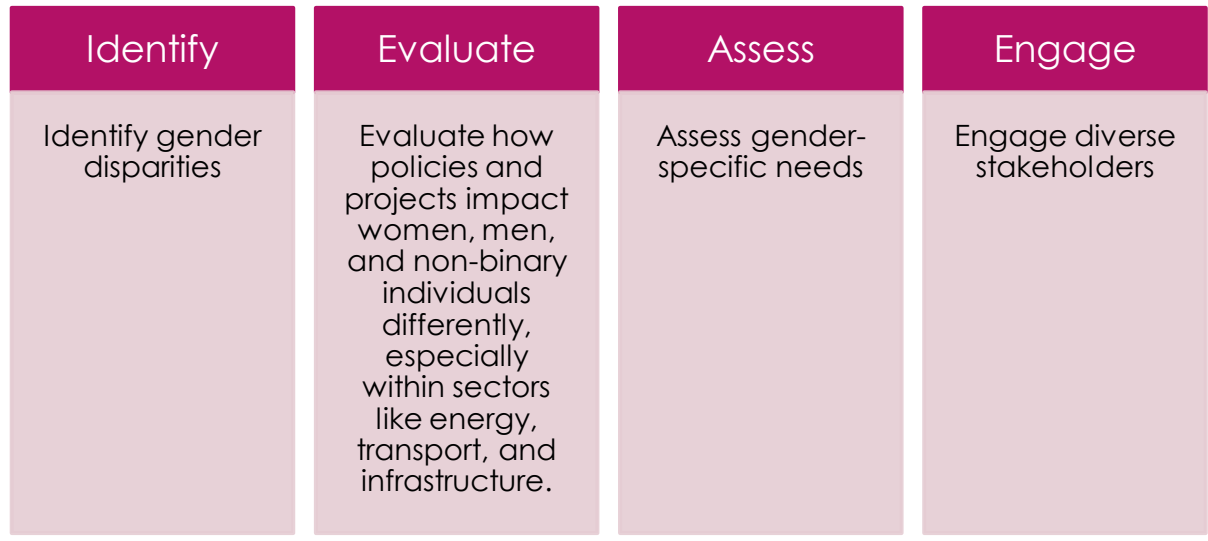 Identify
Identify gender
disparities
Evaluate
Evaluate how
policies and
projects impact
women, men,
and non-binary
individuals
differently,
especially
within sectors
like energy,
transport, and
infrastructure.
Assess
Assess gender-
specific needs
Engage
Engage diverse
stakeholders